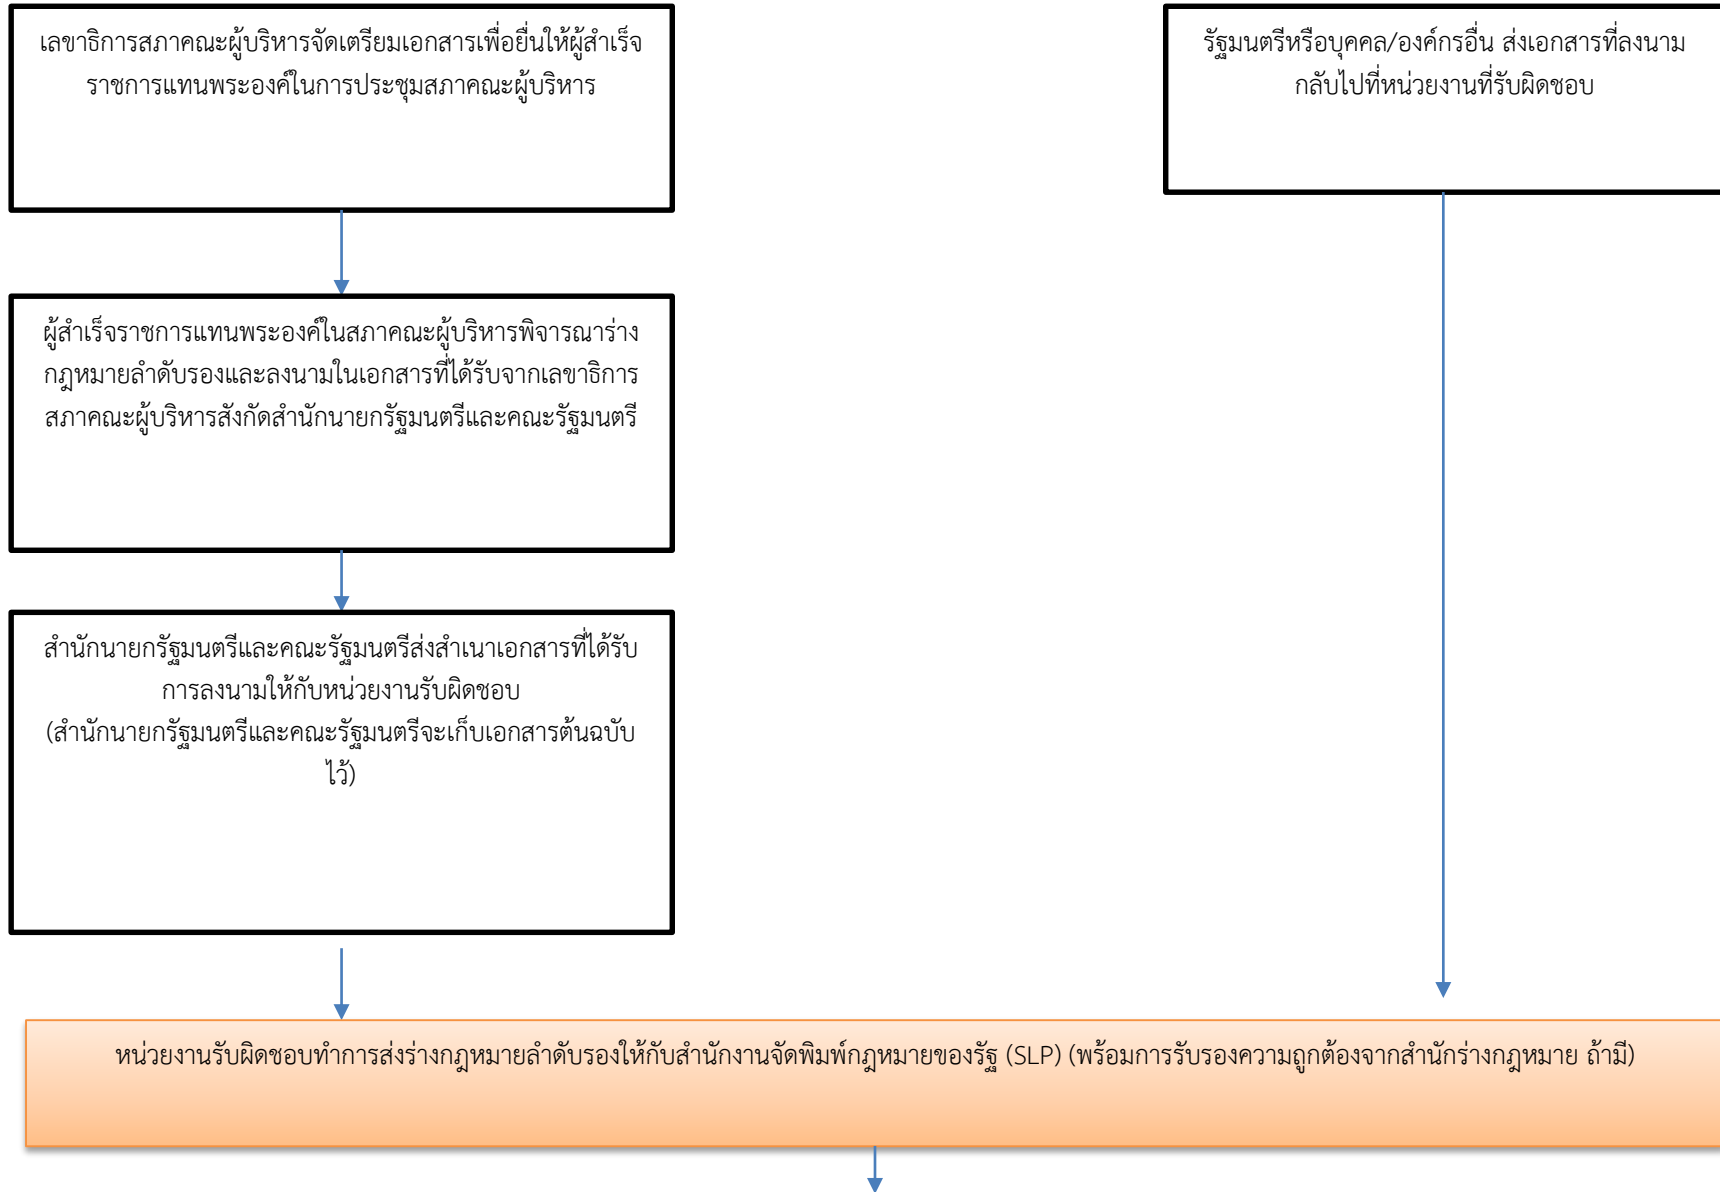 เลขาธิการสภาคณะผู้บริหารจัดเตรียมเอกสารเพื่อยื่นให้ผู้สำเร็จ
ราชการแทนพระองค์ในการประชุมสภาคณะผู้บริหาร
รัฐมนตรีหรือบุคคล/องค์กรอื่น ส่งเอกสารที่ลงนาม
กลับไปที่หน่วยงานที่รับผิดชอบ
ผู้สำเร็จราชการแทนพระองค์ในสภาคณะผู้บริหารพิจารณาร่าง
กฎหมายลำดับรองและลงนามในเอกสารที่ได้รับจากเลขาธิการ
สภาคณะผู้บริหารสังกัดสำนักนายกรัฐมนตรีและคณะรัฐมนตรี
สำนักนายกรัฐมนตรีและคณะรัฐมนตรีส่งสำเนาเอกสารที่ได้รับ
การลงนามให้กับหน่วยงานรับผิดชอบ
(สำนักนายกรัฐมนตรีและคณะรัฐมนตรีจะเก็บเอกสารต้นฉบับ
ไว้)
หน่วยงานรับผิดชอบทำการส่งร่างกฎหมายลำดับรองให้กับสำนักงานจัดพิมพ์กฎหมายของรัฐ (SLP) (พร้อมการรับรองความถูกต้องจากสำนักร่างกฎหมาย ถ้ามี)